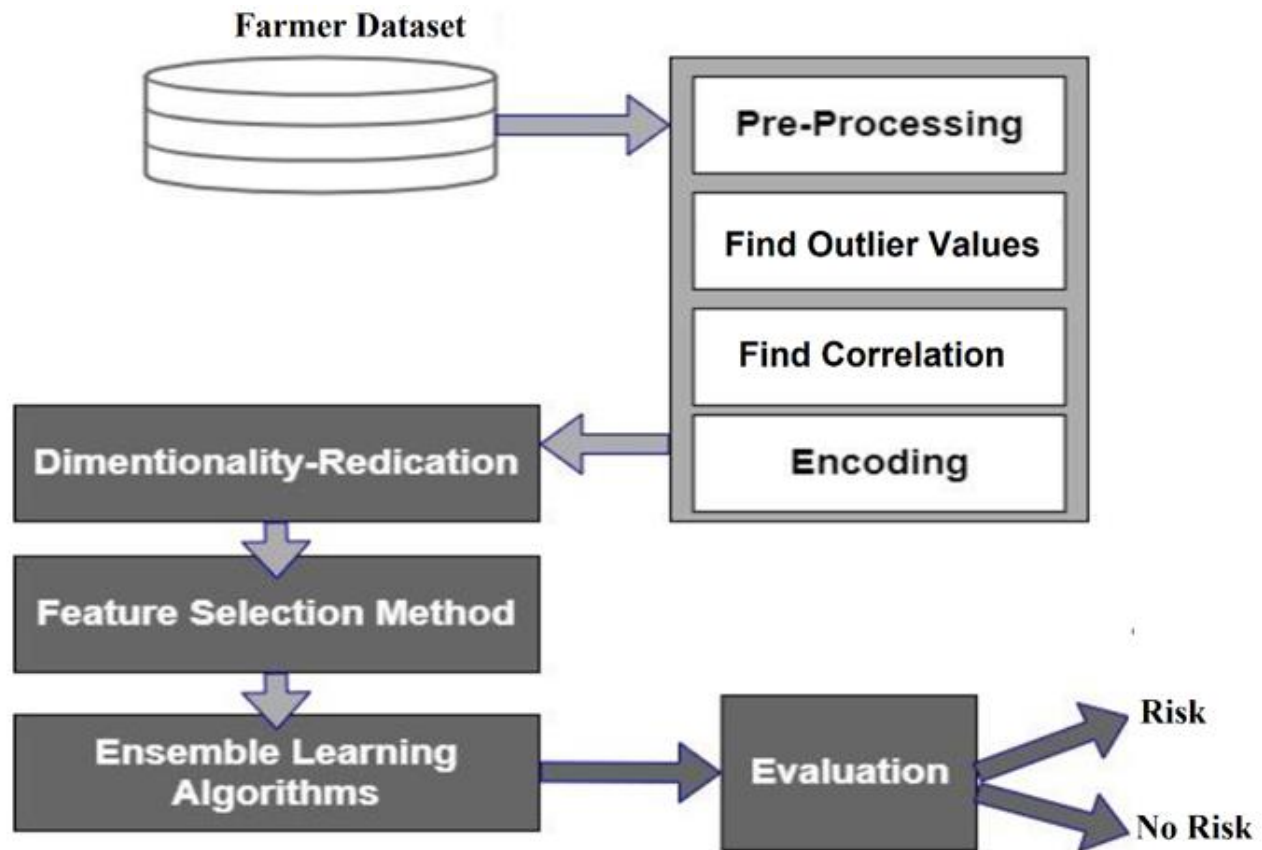 Farmer Dataset
Pre-Processing
Find Outlier Values
Find Correlation
Encoding
Dimentionality-Redication
Feature Selection Method
Ensemble Learning
Algorithms
Evaluation
Risk
No Risk